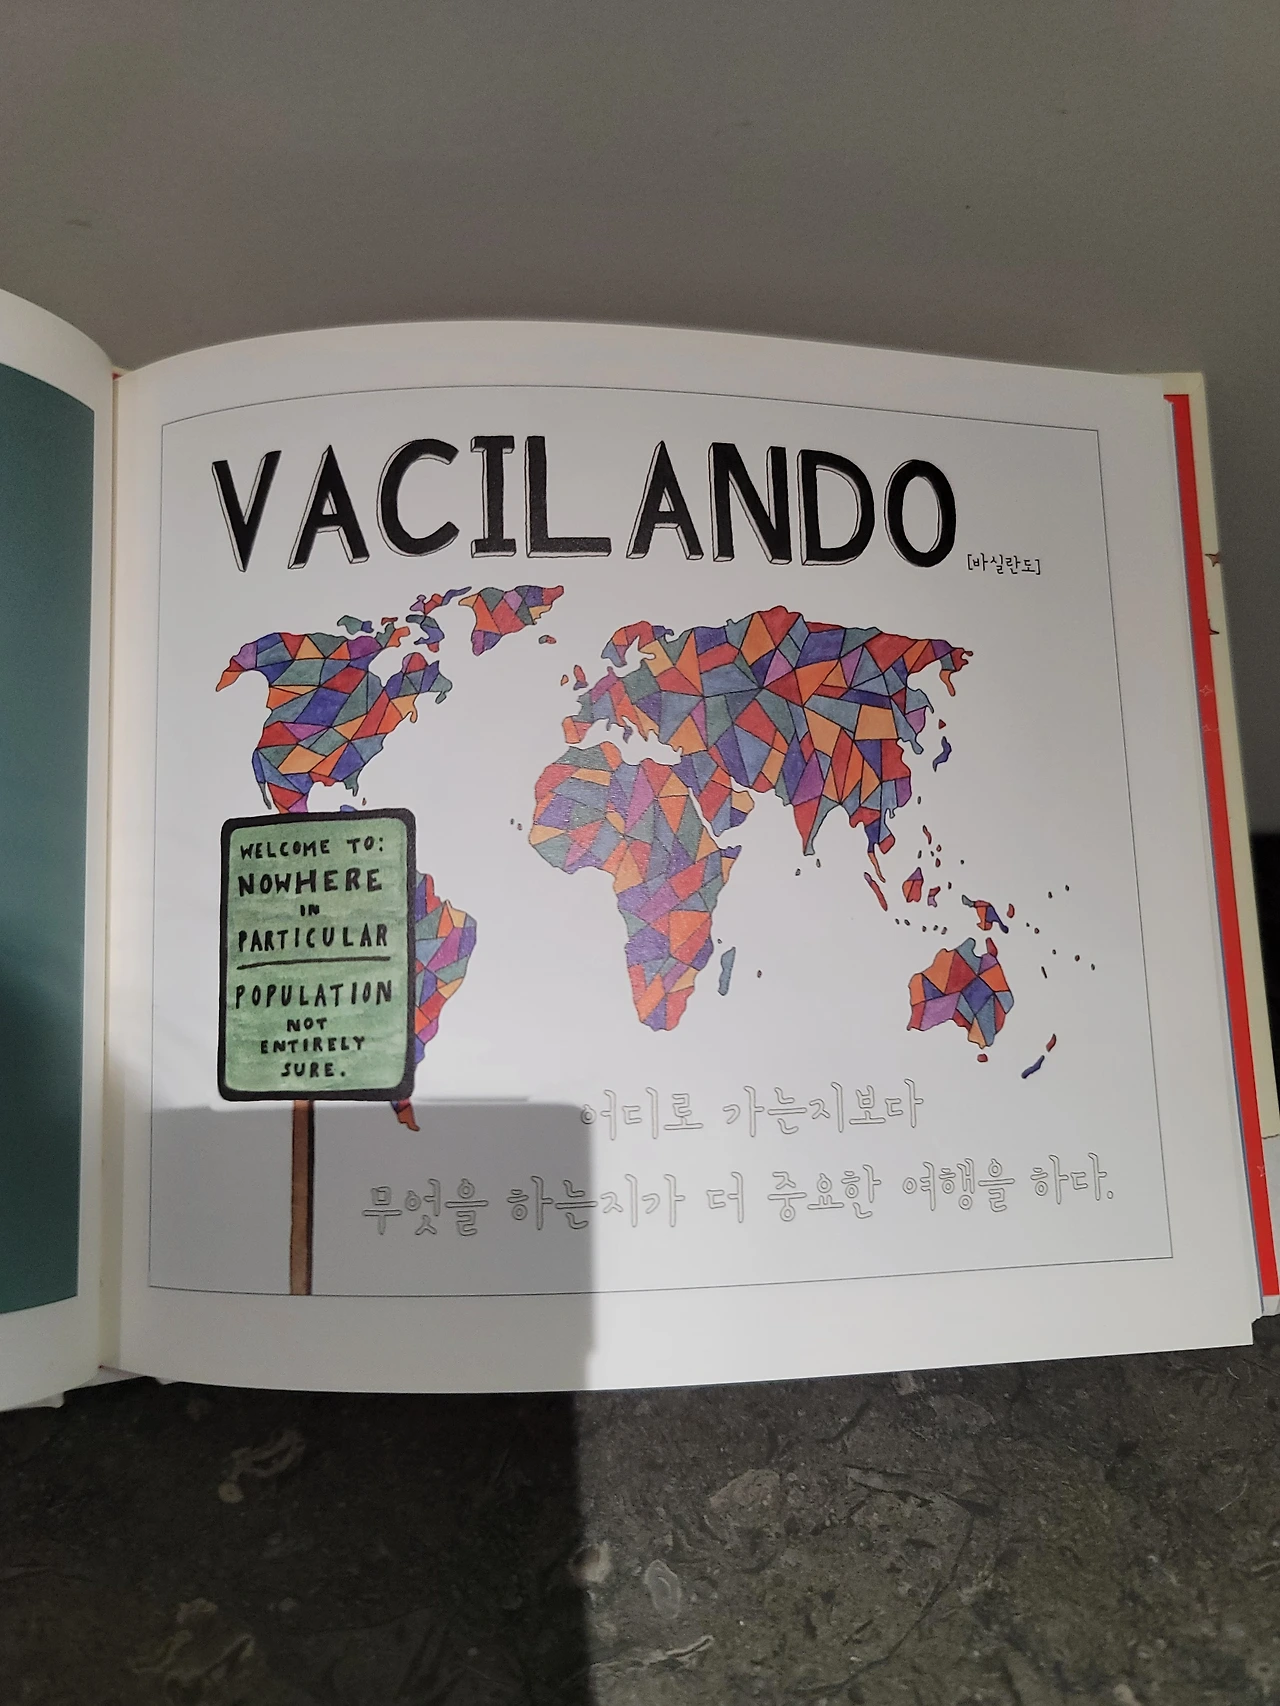 VACILANDO
[바실란도]
WELCOME TO:
NOWHERE
IN
PARTICULAR
POPULATION
NOT
ENTIRELY
SURE.
어디로 가는지보다
무엇을 하는지가 더 중요한 여행을 하다.